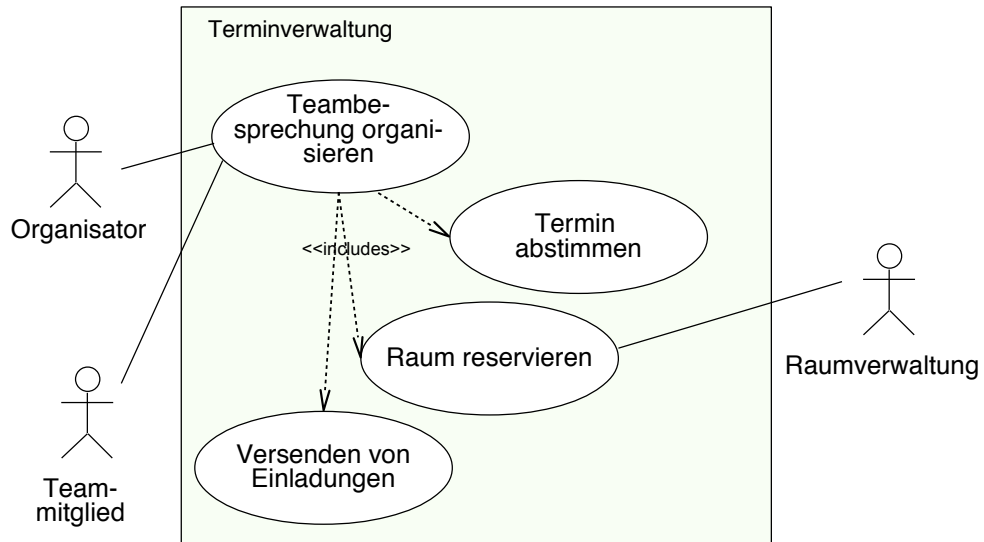 Terminverwaltung
Teambe-
sprechung organi-
sieren
Organisator
Termin
abstimmen
<<includes>>
Raum reservieren
Raumverwaltung
Versenden von
Einladungen
Team-
mitglied